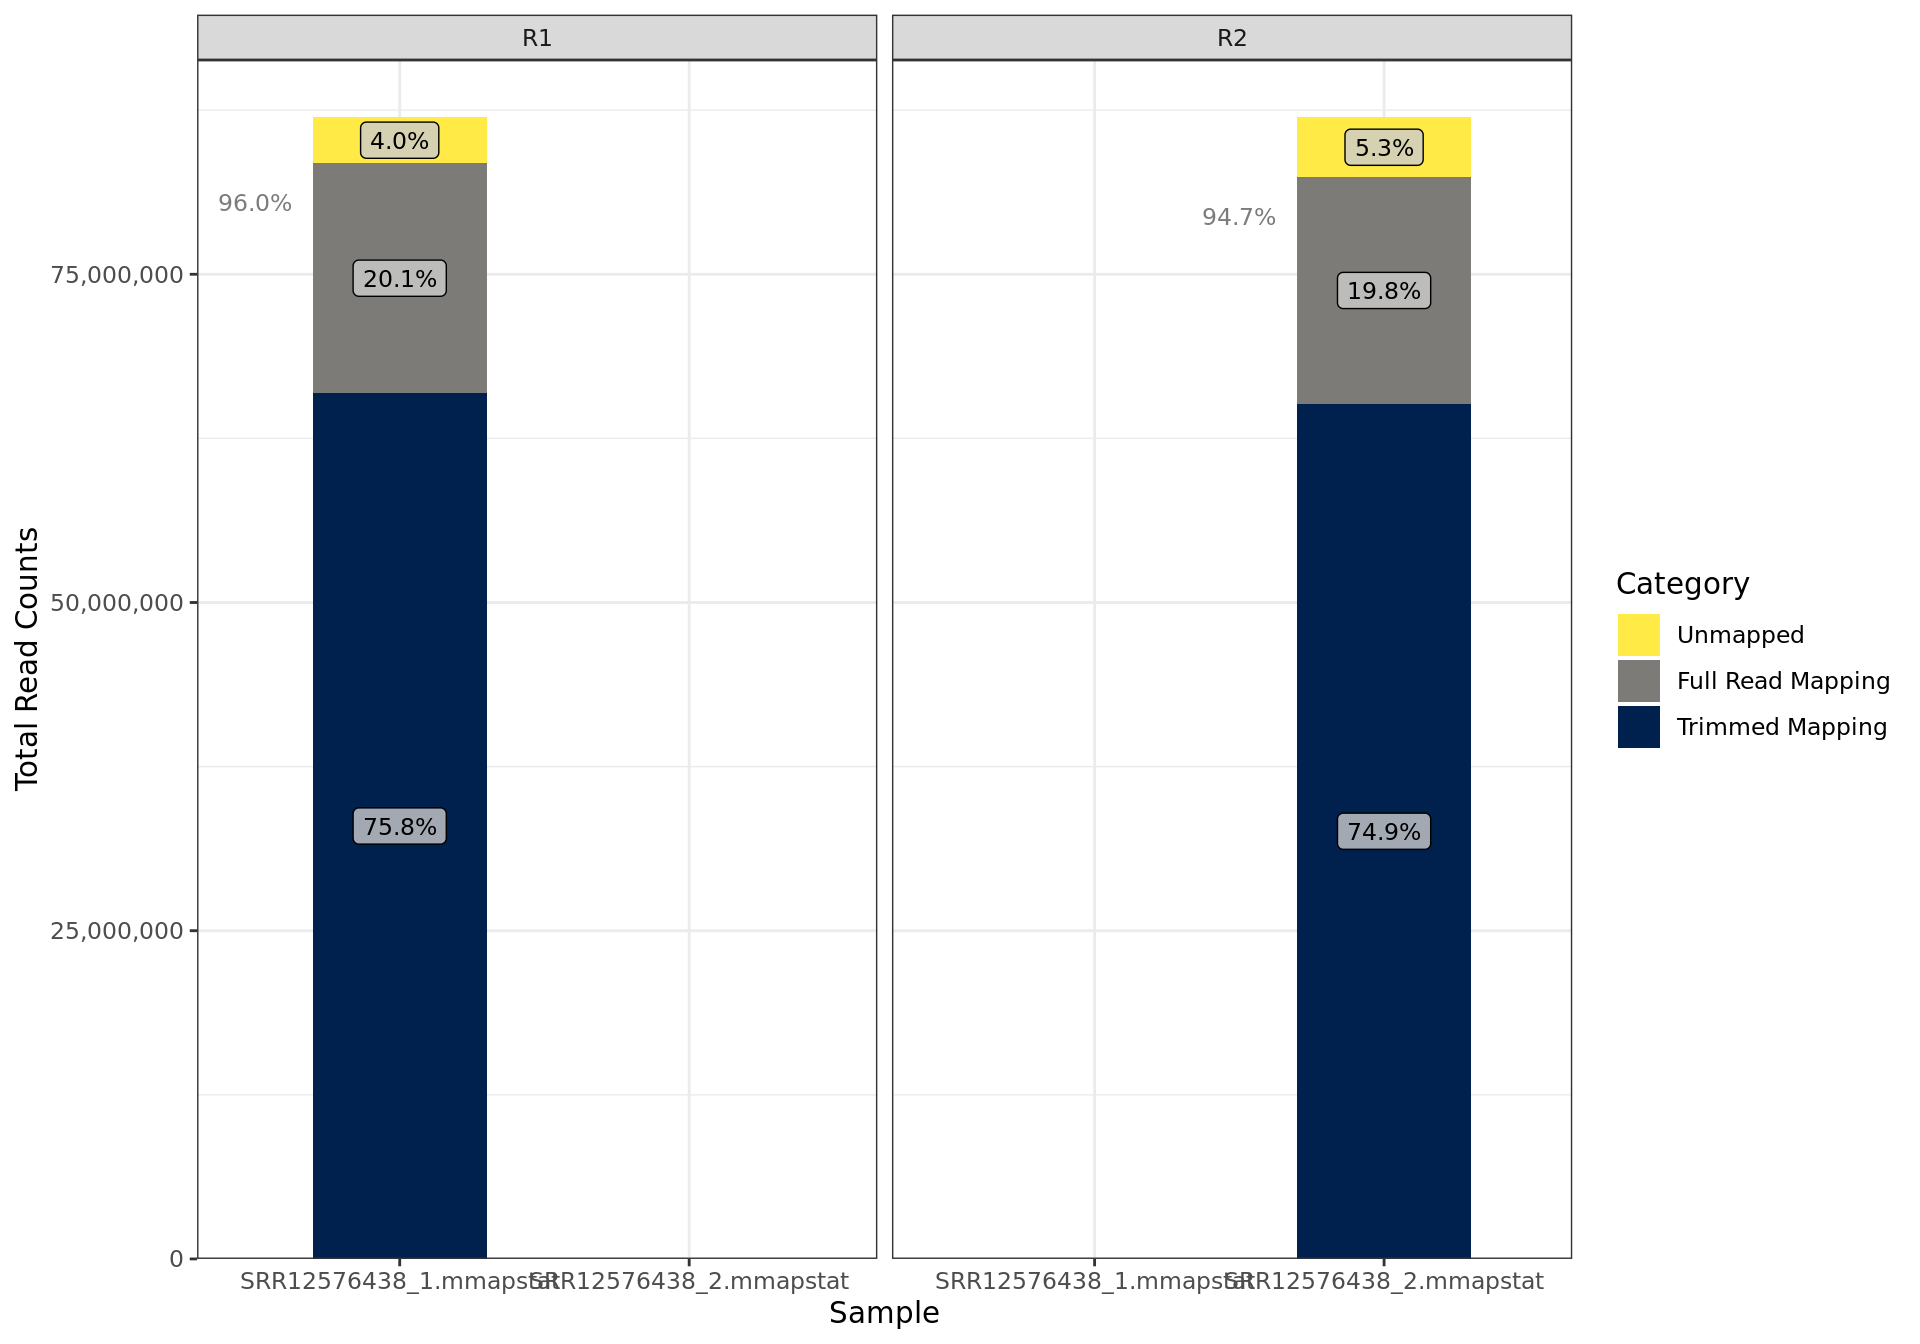 R1
R2
4.0%
5.3%
96.0%
94.7%
20.1%
19.8%
75.8%
74.9%
75,000,000
50,000,000
25,000,000
0
Total Read Counts
SRR12576438_1.mmapstat
SRR12576438_2.mmapstat
SRR12576438_1.mmapstat
SRR12576438_2.mmapstat
Sample
Category
Unmapped
Full Read Mapping
Trimmed Mapping